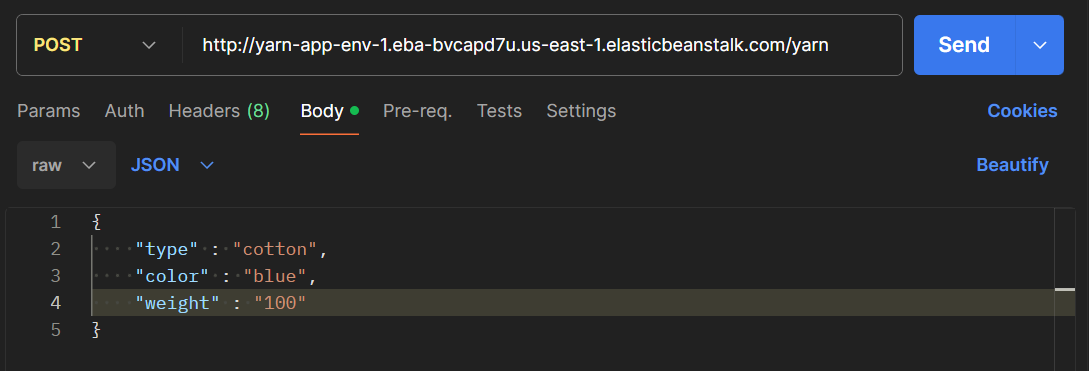 POST http://yarn-app-env-1.eba-bvcapd7u.us-east-1.elasticbeanstalk.com/yarn Send
Params Auth Headers (8) Body Pre-req. Tests Settings Cookies
raw JSON Beautify
1 {
2 "type" : "cotton",
3 "color" : "blue",
4 "weight" : "100"
5 }